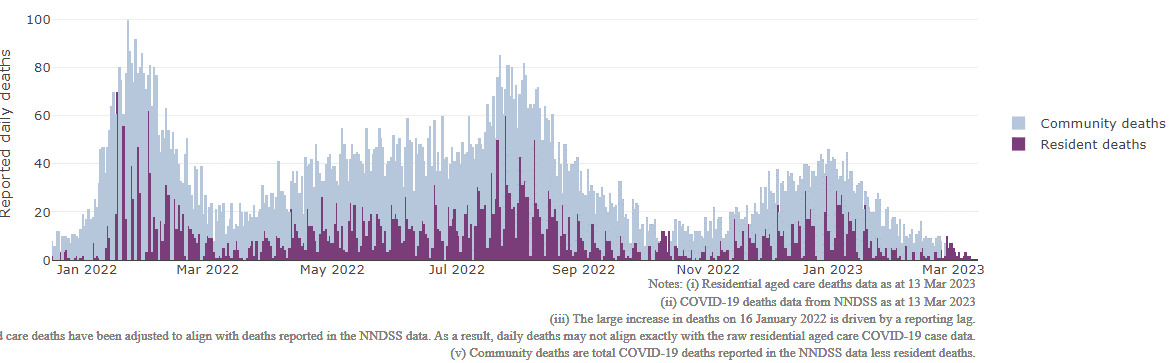 100
80
60
40
20
0
Reported daily deaths
Community deaths
Resident deaths
Jan 2022 Mar 2022 May 2022 Jul 2022 Sep 2022 Nov 2022 Jan 2023 Mar 2023
Notes: (i) Residential aged care deaths data as at 13 Mar 2023
(ii) COVID-19 deaths data from NNDSS as at 13 Mar 2023
(iii) The large increase in deaths on 16 January 2022 is driven by a reporting lag.
d care deaths have been adjusted to align with deaths reported in the NNDSS data. As a result, daily deaths may not align exactly with the raw residential aged care COVID-19 case data.
(v) Community deaths are total COVID-19 deaths reported in the NNDSS data less resident deaths.